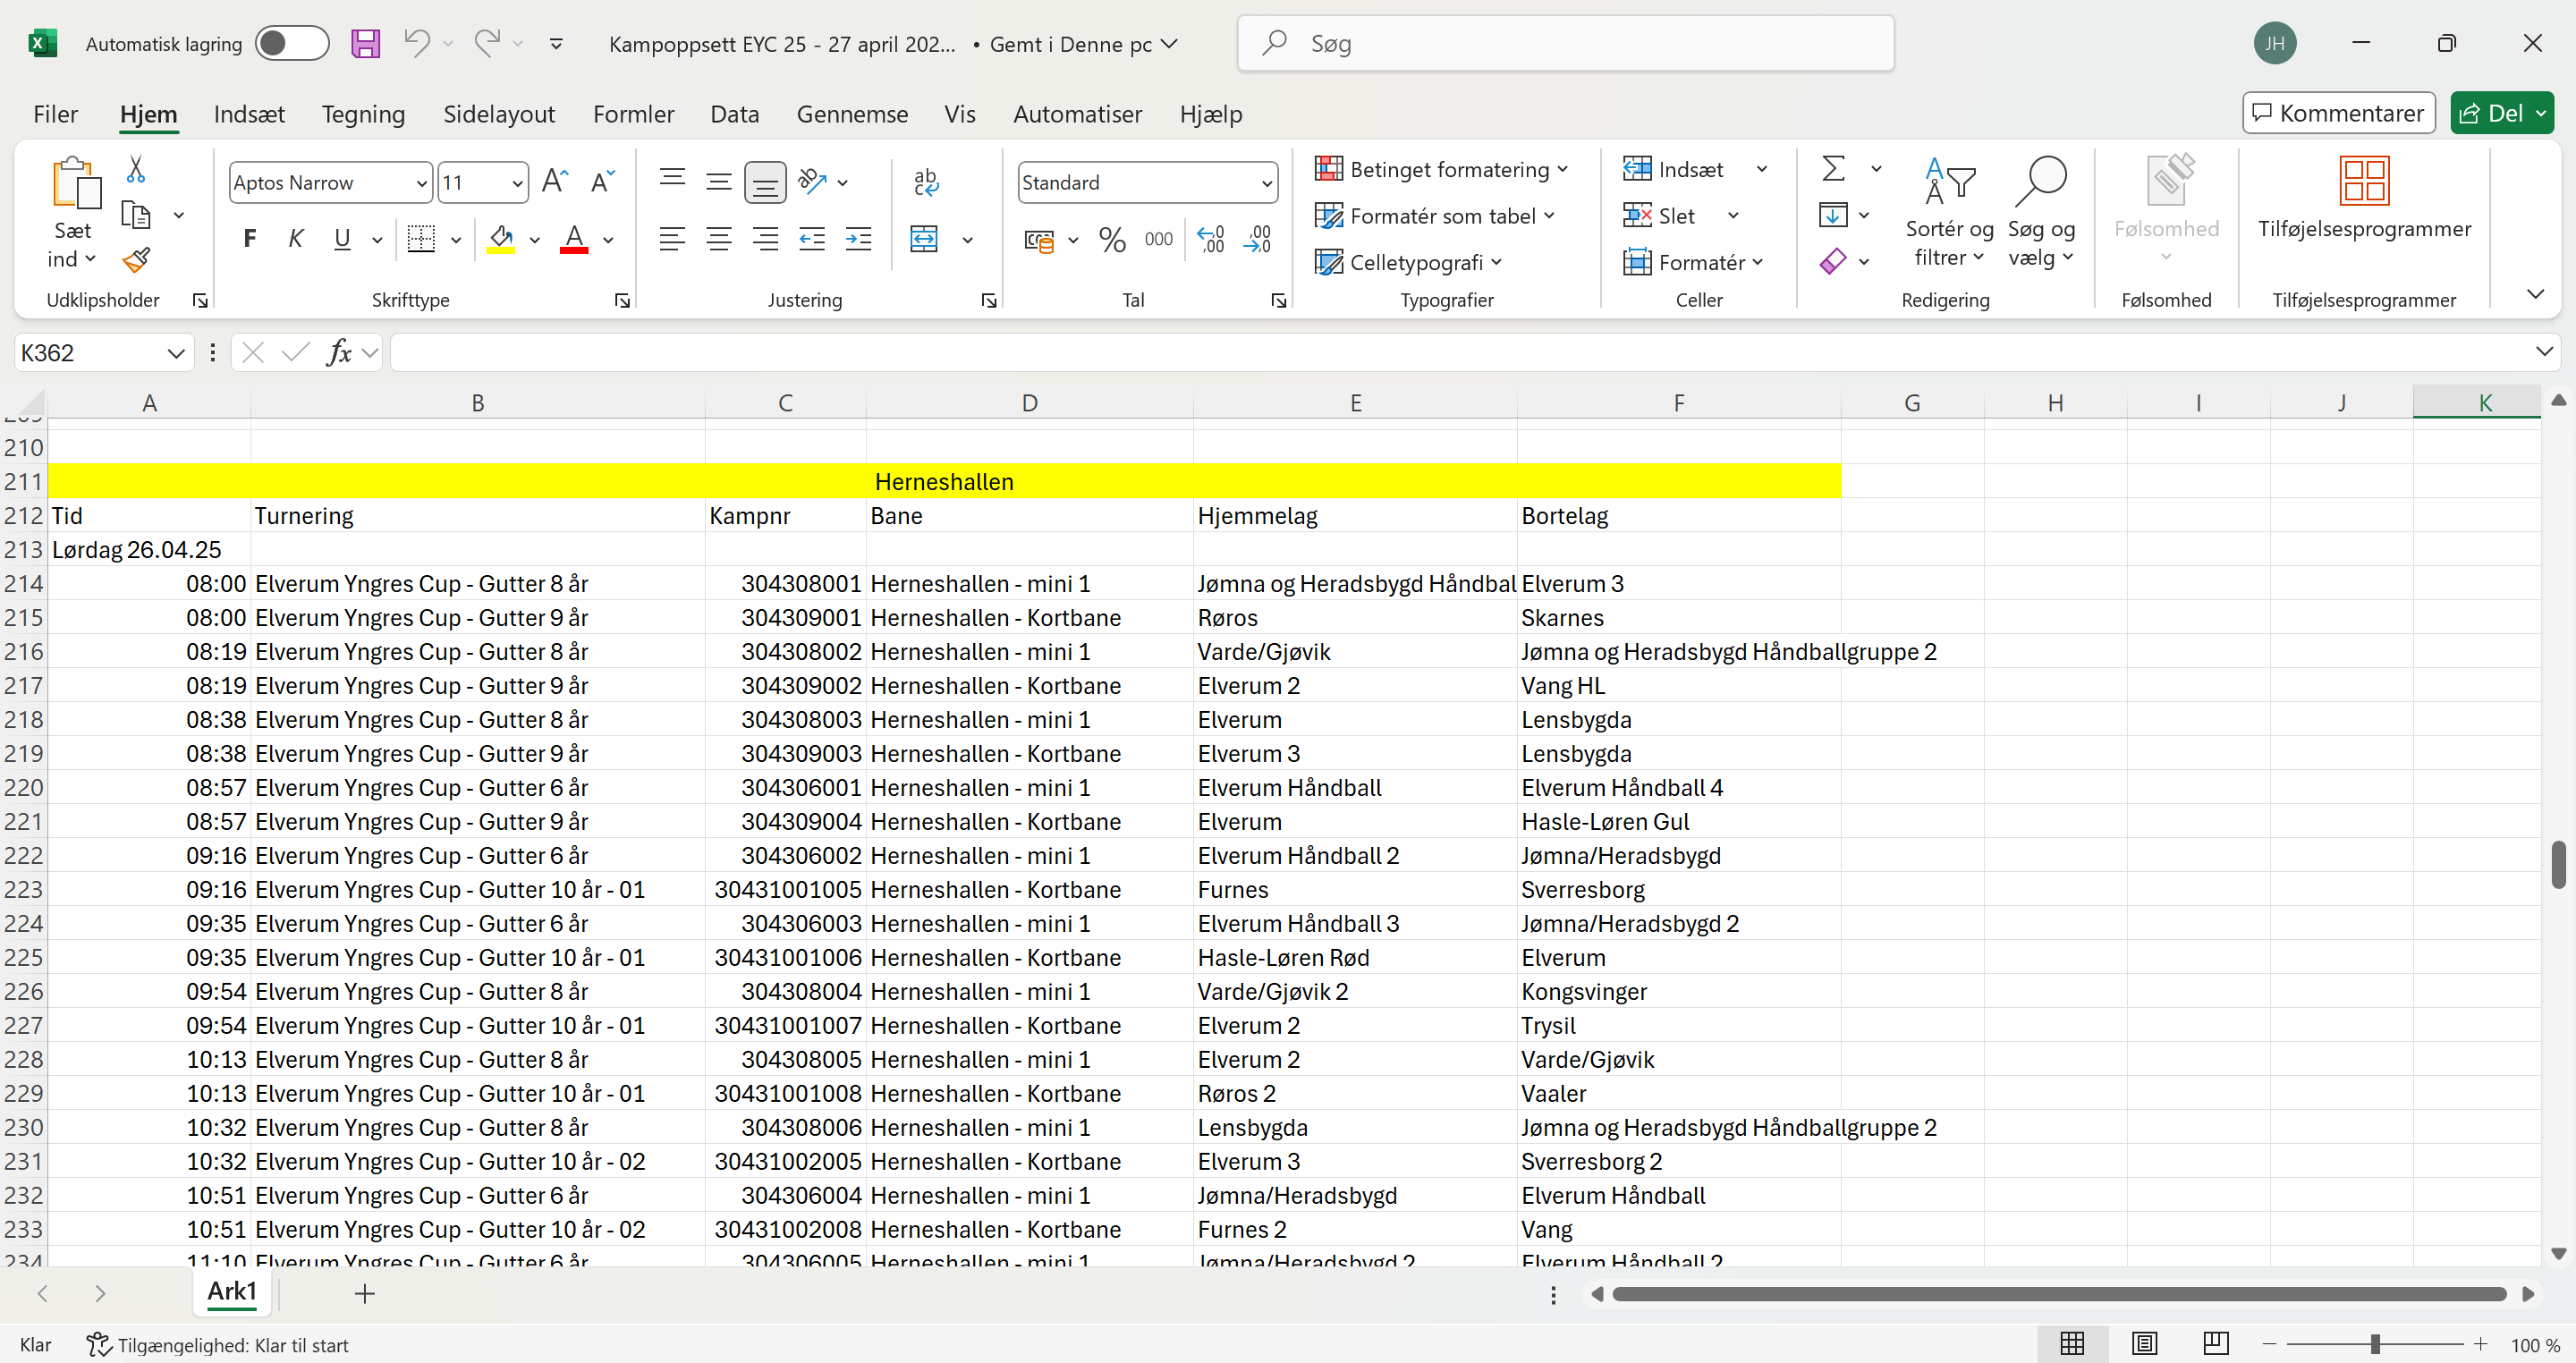 Automatisk lagring Kampoppsett EYC 25 - 27 april 202... • Gemt i Denne pc Søg JH
Filer Hjem Indsæt Tegning Sidelayout Formler Data Gennemse Vis Automatiser Hjælp Kommentarer Del
Sæt ind
Udklipsholder
Aptos Narrow 11
F K U
Skrifttype
Justering
Standard
% 000
Tal
Betinget formatering
Formatér som tabel
Celletypografi
Typografier
Indsæt
Slet
Formatér
Celler
Sortér og filtrer
Søg og vælg
Redigering
Følsomhed
Følsomhed
Tilføjelsesprogrammer
Tilføjelsesprogrammer
K362 fx
A B C D E F G H I J K
210
211 Herneshallen
212 Tid Turnering Kampnr Bane Hjemmelag Bortelag
213 Lørdag 26.04.25
214 08:00 Elverum Yngres Cup - Gutter 8 år 304308001 Herneshallen - mini 1 Jømna og Heradsbygd Håndbal Elverum 3
215 08:00 Elverum Yngres Cup - Gutter 9 år 304309001 Herneshallen - Kortbane Røros Skarnes
216 08:19 Elverum Yngres Cup - Gutter 8 år 304308002 Herneshallen - mini 1 Varde/Gjøvik Jømna og Heradsbygd Håndballgruppe 2
217 08:19 Elverum Yngres Cup - Gutter 9 år 304309002 Herneshallen - Kortbane Elverum 2 Vang HL
218 08:38 Elverum Yngres Cup - Gutter 8 år 304308003 Herneshallen - mini 1 Elverum Lensbygda
219 08:38 Elverum Yngres Cup - Gutter 9 år 304309003 Herneshallen - Kortbane Elverum 3 Lensbygda
220 08:57 Elverum Yngres Cup - Gutter 6 år 304306001 Herneshallen - mini 1 Elverum Håndball Elverum Håndball 4
221 08:57 Elverum Yngres Cup - Gutter 9 år 304309004 Herneshallen - Kortbane Elverum Hasle-Løren Gul
222 09:16 Elverum Yngres Cup - Gutter 6 år 304306002 Herneshallen - mini 1 Elverum Håndball 2 Jømna/Heradsbygd
223 09:16 Elverum Yngres Cup - Gutter 10 år - 01 30431001005 Herneshallen - Kortbane Furnes Sverresborg
224 09:35 Elverum Yngres Cup - Gutter 6 år 304306003 Herneshallen - mini 1 Elverum Håndball 3 Jømna/Heradsbygd 2
225 09:35 Elverum Yngres Cup - Gutter 10 år - 01 30431001006 Herneshallen - Kortbane Hasle-Løren Rød Elverum
226 09:54 Elverum Yngres Cup - Gutter 8 år 304308004 Herneshallen - mini 1 Varde/Gjøvik 2 Kongsvinger
227 09:54 Elverum Yngres Cup - Gutter 10 år - 01 30431001007 Herneshallen - Kortbane Elverum 2 Trysil
228 10:13 Elverum Yngres Cup - Gutter 8 år 304308005 Herneshallen - mini 1 Elverum 2 Varde/Gjøvik
229 10:13 Elverum Yngres Cup - Gutter 10 år - 01 30431001008 Herneshallen - Kortbane Røros 2 Vaaler
230 10:32 Elverum Yngres Cup - Gutter 8 år 304308006 Herneshallen - mini 1 Lensbygda Jømna og Heradsbygd Håndballgruppe 2
231 10:32 Elverum Yngres Cup - Gutter 10 år - 02 30431002005 Herneshallen - Kortbane Elverum 3 Sverresborg 2
232 10:51 Elverum Yngres Cup - Gutter 6 år 304306004 Herneshallen - mini 1 Jømna/Heradsbygd Elverum Håndball
233 10:51 Elverum Yngres Cup - Gutter 10 år - 02 30431002008 Herneshallen - Kortbane Furnes 2 Vang
234 11:10 Elverum Yngres Cup - Gutter 6 år 304306005 Herneshallen - mini 1 Jømna/Heradsbygd 2 Elverum Håndball 2
Ark1
Klar Tilgængelighed: Klar til start 100 %